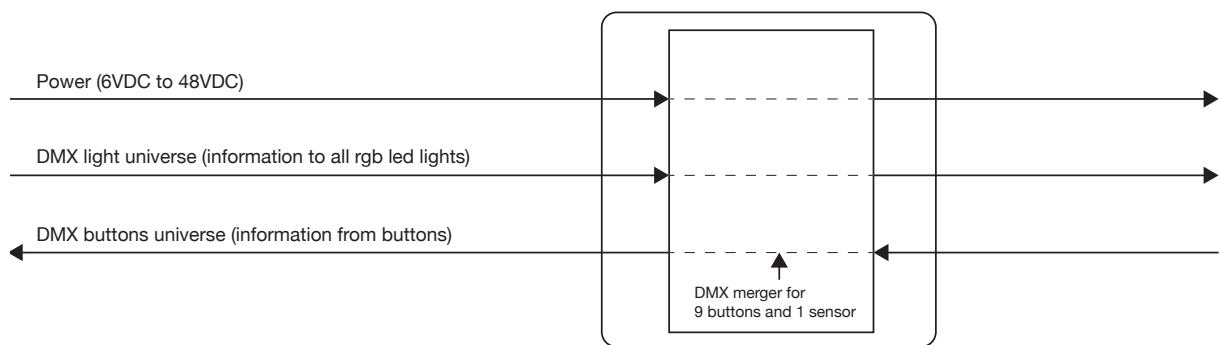 Power (6VDC to 48VDC)
DMX light universe (information to all rgb led lights)
DMX buttons universe (information from buttons)
DMX merger for
9 buttons and 1 sensor